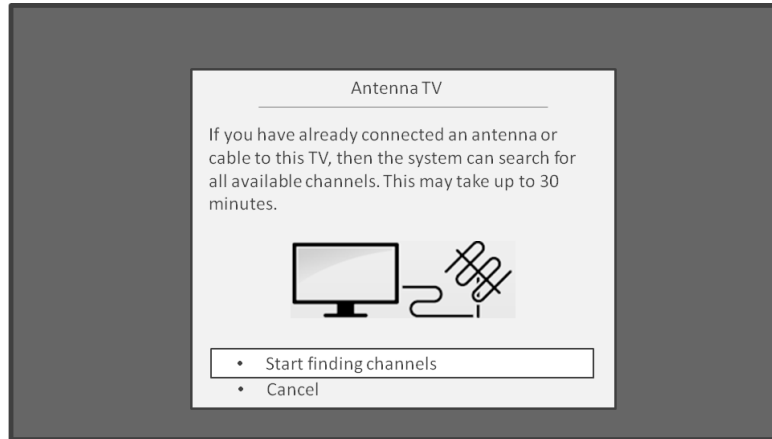 Antenna TV
If you have already connected an antenna or
cable to this TV, then the system can search for
all available channels. This may take up to 30
minutes.
• Start finding channels
• Cancel